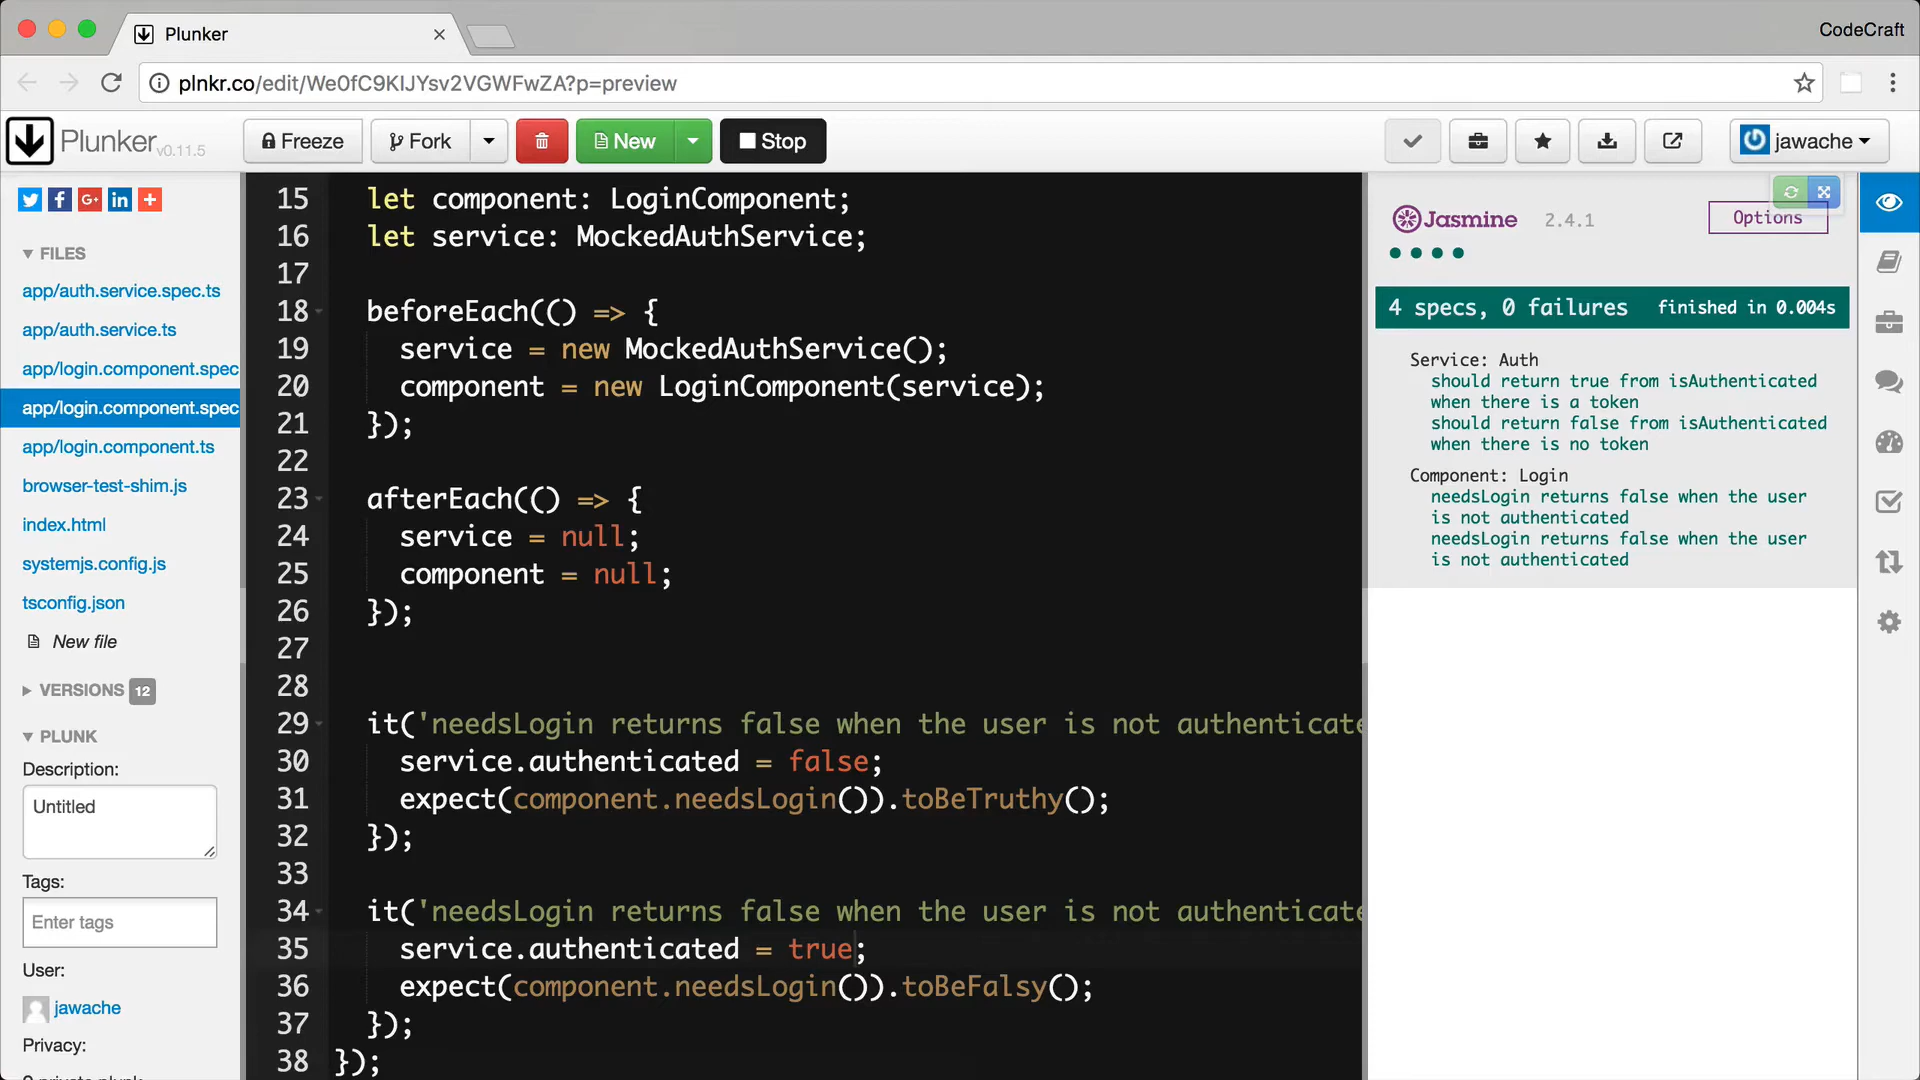 Plunker
CodeCraft
plnkr.co/edit/We0fC9KIJYsv2VGWFwZA?p=preview
Plunker v0.11.5
Freeze
Fork
New
Stop
jawache
FILES
app/auth.service.spec.ts
app/auth.service.ts
app/login.component.spec
app/login.component.spec
app/login.component.ts
browser-test-shim.js
index.html
systemjs.config.js
tsconfig.json
New file
VERSIONS 12
PLUNK
Description:
Untitled
Tags:
Enter tags
User:
jawache
Privacy:
15 let component: LoginComponent;
16 let service: MockedAuthService;
17
18 beforeEach(() => {
19 service = new MockedAuthService();
20 component = new LoginComponent(service);
21 });
22
23 afterEach(() => {
24 service = null;
25 component = null;
26 });
27
28
29 it('needsLogin returns false when the user is not authenticate
30 service.authenticated = false;
31 expect(component.needsLogin()).toBeTruthy();
32 });
33
34 it('needsLogin returns false when the user is not authenticate
35 service.authenticated = true;
36 expect(component.needsLogin()).toBeFalsy();
37 });
38 });
Jasmine 2.4.1
Options
4 specs, 0 failures finished in 0.004s
Service: Auth
should return true from isAuthenticated
when there is a token
should return false from isAuthenticated
when there is no token
Component: Login
needsLogin returns false when the user
is not authenticated
needsLogin returns false when the user
is not authenticated